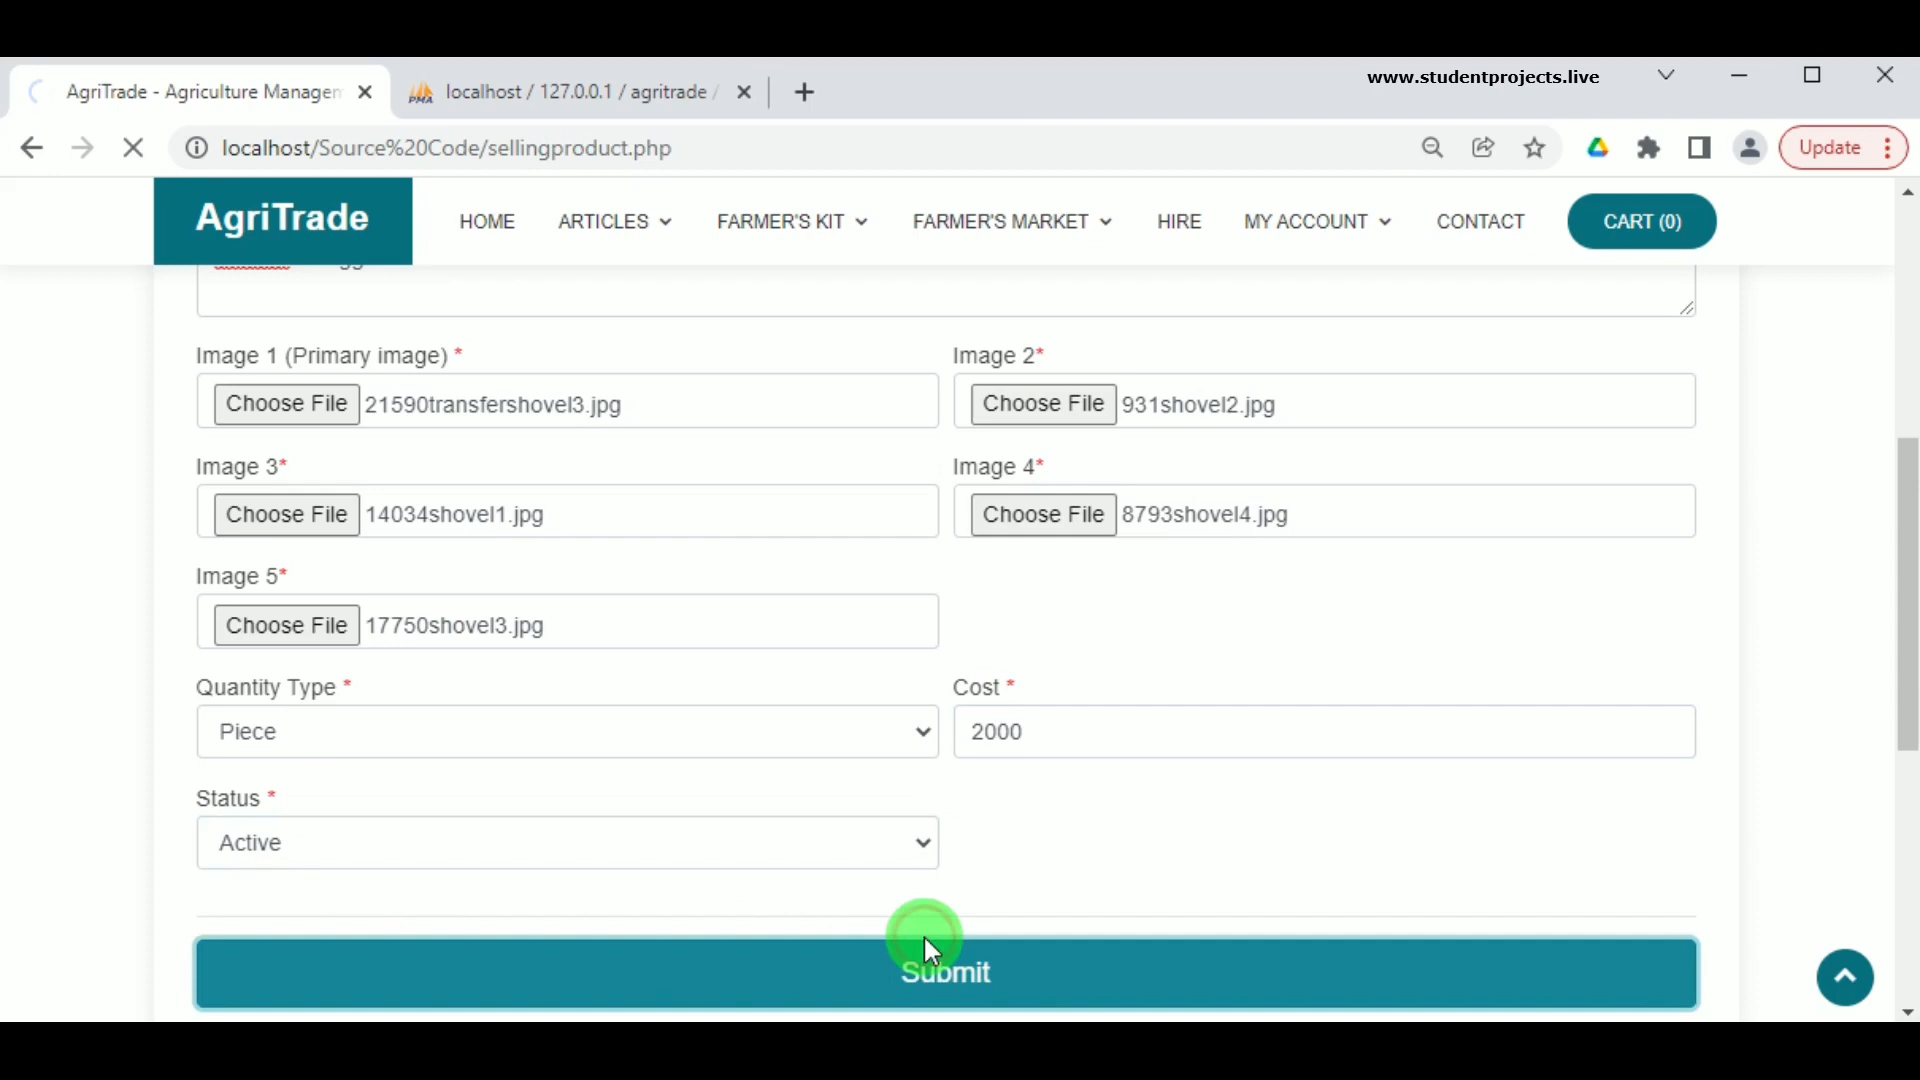 www.studentprojects.live
AgriTrade - Agriculture Managem
PMA localhost / 127.0.0.1 / agritrade /
localhost/Source%20Code/sellingproduct.php
Update
AgriTrade
HOME ARTICLES FARMER'S KIT FARMER'S MARKET HIRE MY ACCOUNT CONTACT CART (0)
Image 1 (Primary image) * Image 2*
Choose File 21590transfershovel3.jpg Choose File 931shovel2.jpg
Image 3* Image 4*
Choose File 14034shovel1.jpg Choose File 8793shovel4.jpg
Image 5*
Choose File 17750shovel3.jpg
Quantity Type * Cost *
Piece 2000
Status *
Active
Submit